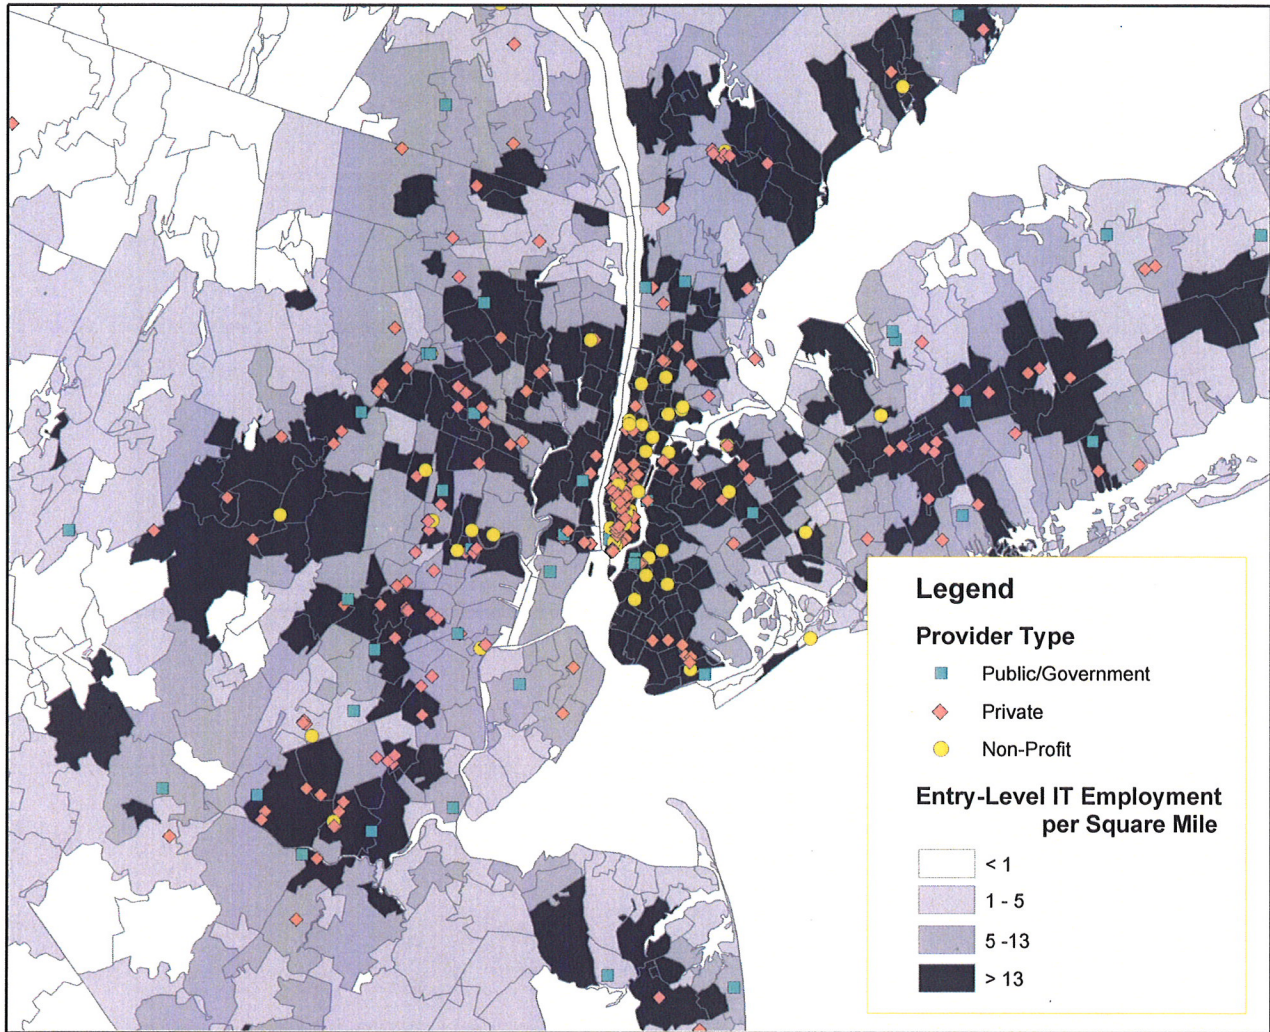 Legend
Provider Type
Public/Government
Private
Non-Profit
Entry-Level IT Employment
per Square Mile
< 1
1 - 5
5 -13
> 13